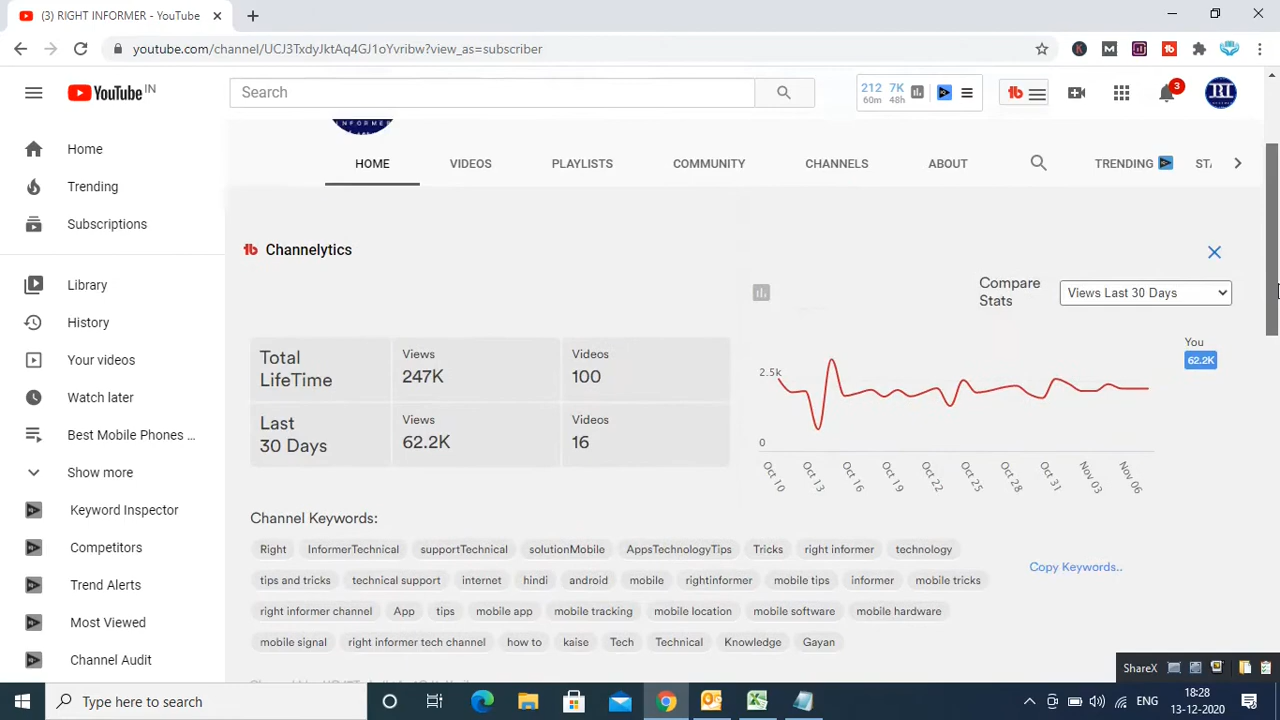 (3) RIGHT INFORMER - YouTube
youtube.com/channel/UCJ3TxdyJktAq4GJ1oYvribw?view_as=subscriber
YouTube IN
Search
212 7K
60m 48h
3
INFORMER
HOME VIDEOS PLAYLISTS COMMUNITY CHANNELS ABOUT TRENDING STA
Home
Trending
Subscriptions
Library
History
Your videos
Watch later
Best Mobile Phones ...
Show more
Keyword Inspector
Competitors
Trend Alerts
Most Viewed
Channel Audit
Channelytics
Compare Stats
Views Last 30 Days
Total LifeTime
Views
247K
Videos
100
Last 30 Days
Views
62.2K
Videos
16
You
62.2K
2.5k
0
Oct 10 Oct 13 Oct 16 Oct 19 Oct 22 Oct 25 Oct 28 Oct 31 Nov 03 Nov 06
Channel Keywords:
Right InformerTechnical supportTechnical solutionMobile AppsTechnologyTips Tricks right informer technology
tips and tricks technical support internet hindi android mobile rightinformer mobile tips informer mobile tricks
right informer channel App tips mobile app mobile tracking mobile location mobile software mobile hardware
mobile signal right informer tech channel how to kaise Tech Technical Knowledge Gayan
Copy Keywords..
ShareX
Type here to search
ENG
18:28
13-12-2020